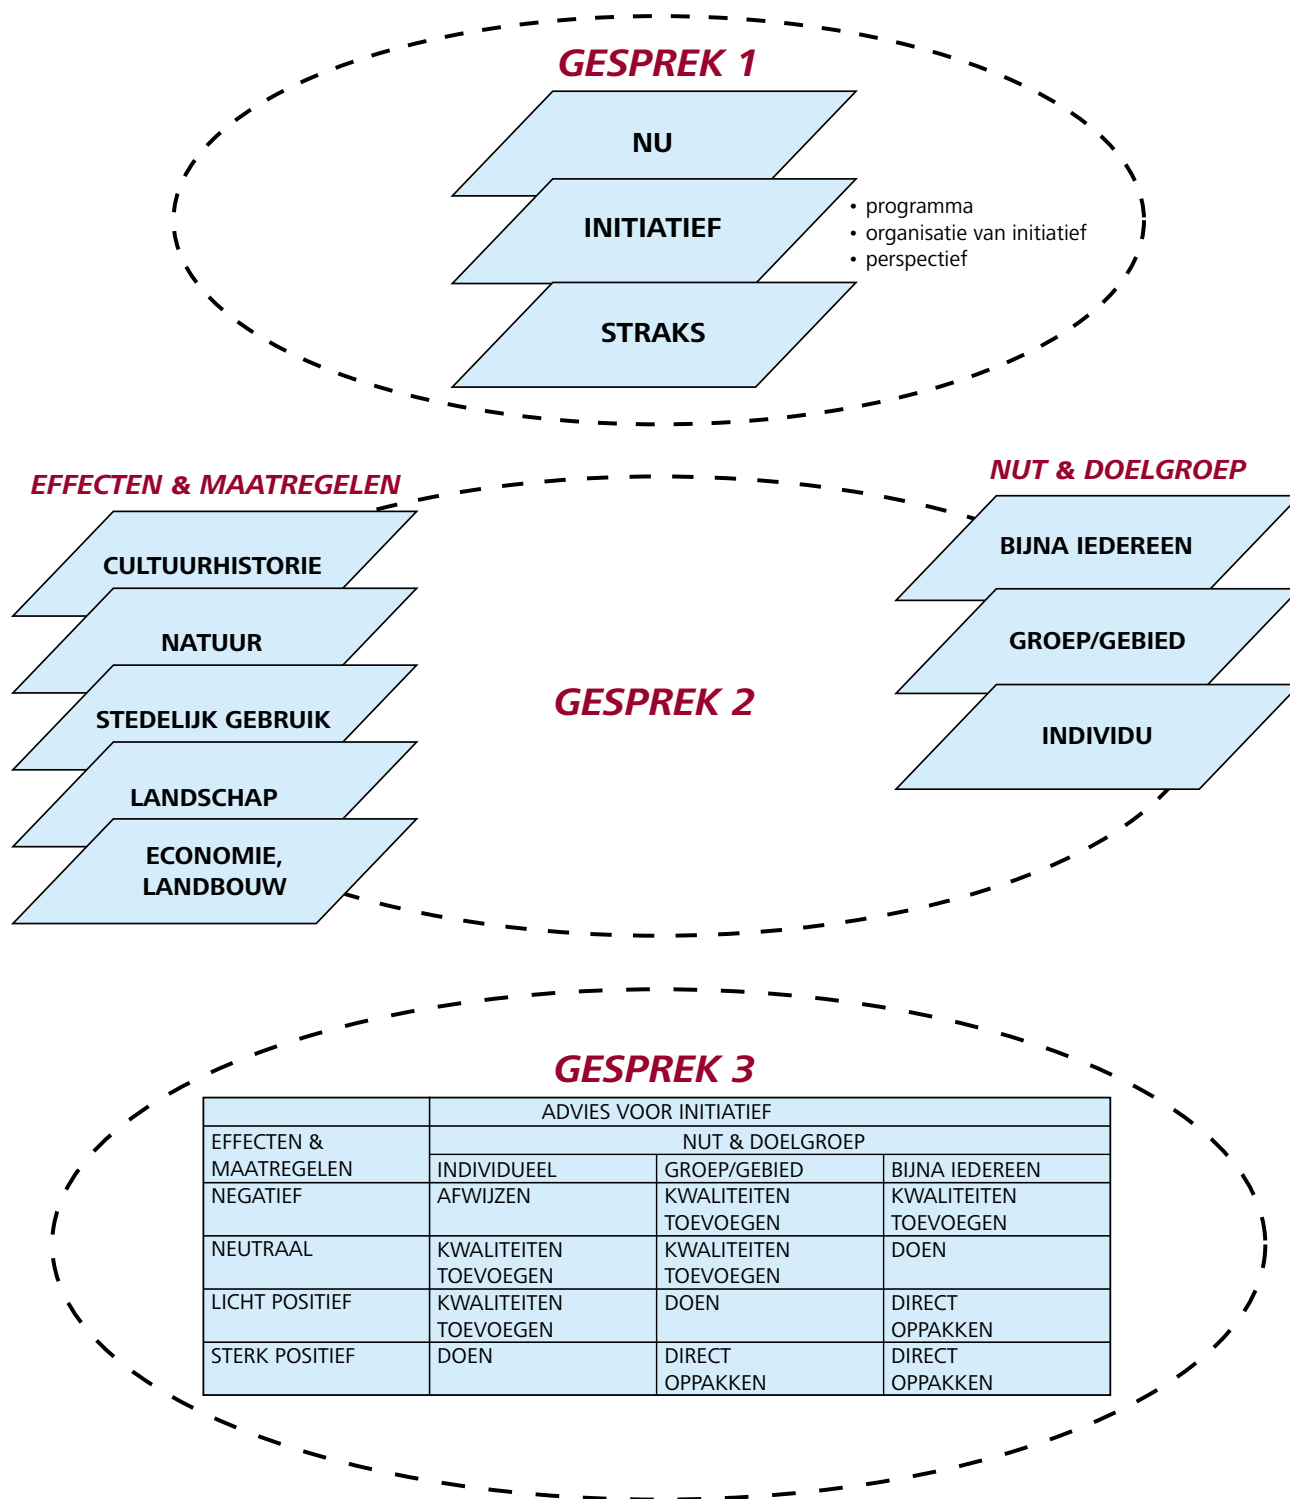 GESPREK 1
NU
INITIATIEF
• programma
• organisatie van initiatief
• perspectief
STRAKS
EFFECTEN & MAATREGELEN
CULTUURHISTORIE
NATUUR
STEDELIJK GEBRUIK
LANDSCHAP
ECONOMIE,
LANDBOUW
GESPREK 2
NUT & DOELGROEP
BIJNA IEDEREEN
GROEP/GEBIED
INDIVIDU
GESPREK 3
ADVIES VOOR INITIATIEF
EFFECTEN &
MAATREGELEN
NUT & DOELGROEP
INDIVIDUEEL
GROEP/GEBIED
BIJNA IEDEREEN
NEGATIEF
AFWIJZEN
KWALITEITEN
TOEVOEGEN
KWALITEITEN
TOEVOEGEN
NEUTRAAL
KWALITEITEN
TOEVOEGEN
KWALITEITEN
TOEVOEGEN
DOEN
LICHT POSITIEF
KWALITEITEN
TOEVOEGEN
DOEN
DIRECT
OPPAKKEN
STERK POSITIEF
DOEN
DIRECT
OPPAKKEN
DIRECT
OPPAKKEN